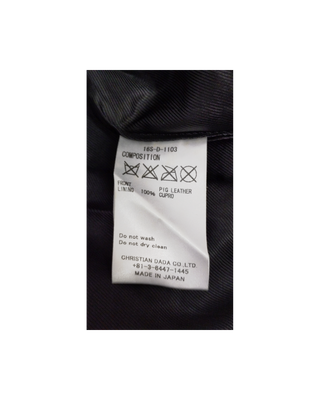 16S-D-1103
COMPOSITION
FRONT PIG LEATHER
LINING 100% CUPRO
Do not wash
Do not dry clean
CHRISTIAN DADA CO.,LTD.
+81-3-6447-1445
MADE IN JAPAN